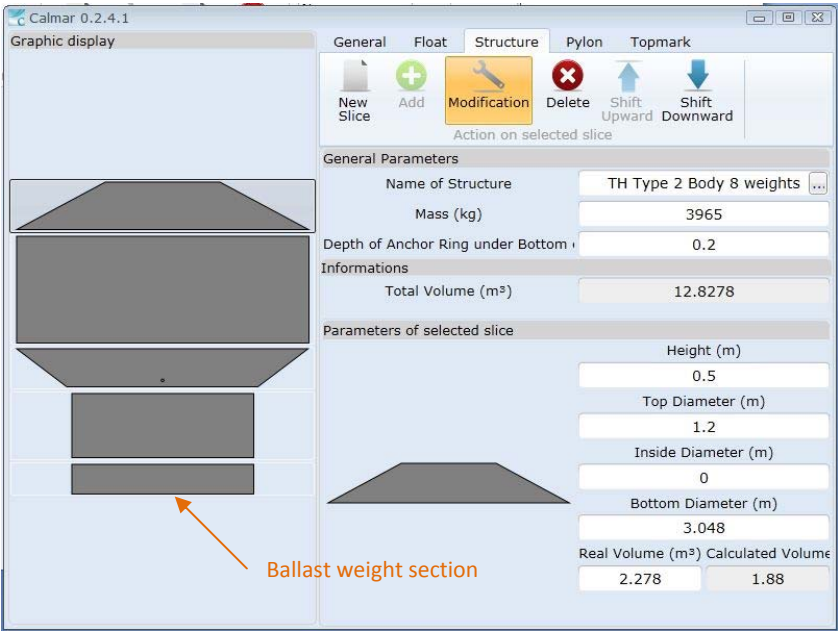 Calmar 0.2.4.1
Graphic display
General Float Structure Pylon Topmark
New Slice Add Modification Delete Shift Upward Shift Downward
Action on selected slice
General Parameters
Name of Structure TH Type 2 Body 8 weights ...
Mass (kg) 3965
Depth of Anchor Ring under Bottom 0.2
Informations
Total Volume (m³) 12.8278
Parameters of selected slice
Height (m)
0.5
Top Diameter (m)
1.2
Inside Diameter (m)
0
Bottom Diameter (m)
3.048
Real Volume (m³) Calculated Volume
2.278 1.88
Ballast weight section